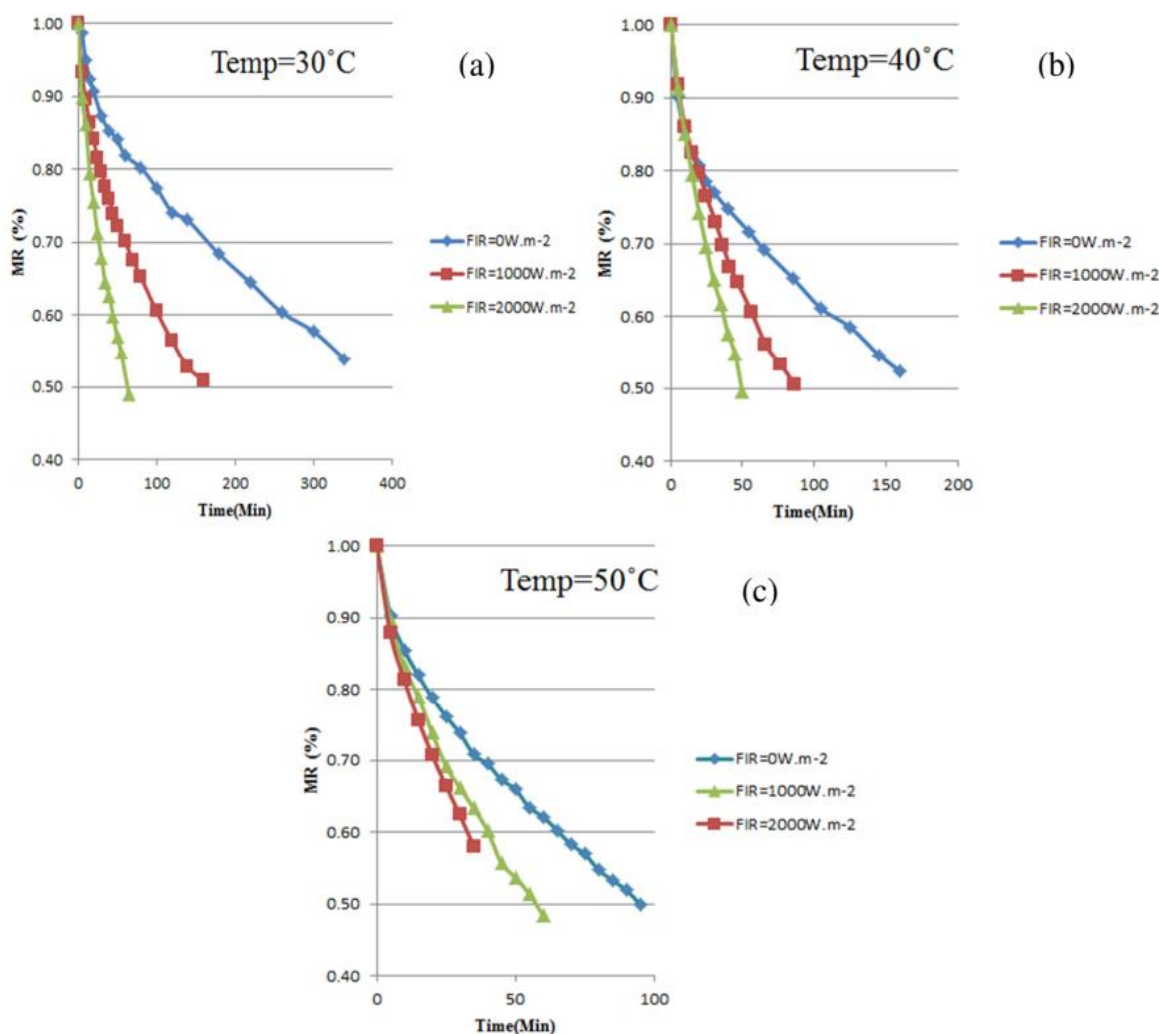 Temp=30˚C
(a)
1.00
0.90
0.80
0.70
0.60
0.50
0.40
MR (%)
0 100 200 300 400
Time(Min)
FIR=0W.m-2
FIR=1000W.m-2
FIR=2000W.m-2
Temp=40˚C
(b)
1.00
0.90
0.80
0.70
0.60
0.50
0.40
MR (%)
0 50 100 150 200
Time(Min)
FIR=0W.m-2
FIR=1000W.m-2
FIR=2000W.m-2
Temp=50˚C
(c)
1.00
0.90
0.80
0.70
0.60
0.50
0.40
MR (%)
0 50 100
Time(Min)
FIR=0W.m-2
FIR=1000W.m-2
FIR=2000W.m-2